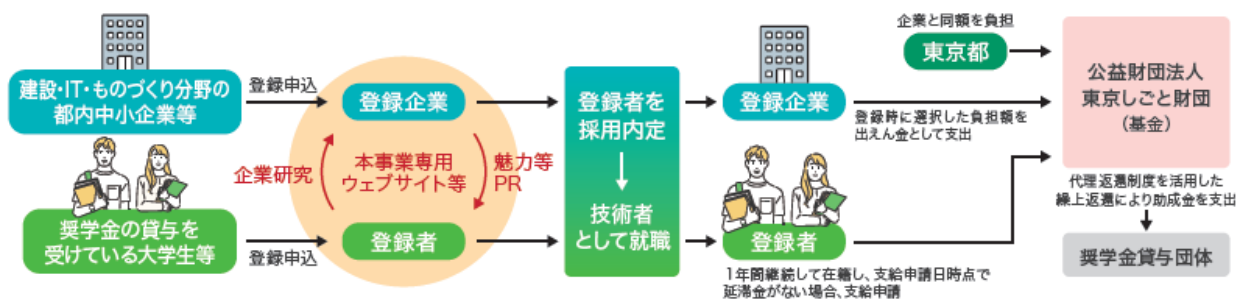 建設・IT・ものづくり分野の
都内中小企業等
登録申込
奨学金の貸与を
受けている大学生等
登録申込
登録企業
企業研究
本事業専用
ウェブサイト等
魅力等
PR
登録者
登録者を
採用内定
技術者
として就職
登録企業
登録者
1年間継続して在籍し、支給申請日時点で
延滞金がない場合、支給申請
企業と同額を負担
東京都
登録時に選択した負担額を
出えん金として支出
公益財団法人
東京しごと財団
(基金)
代理返還制度を活用した
繰上返還により助成金を支出
奨学金貸与団体